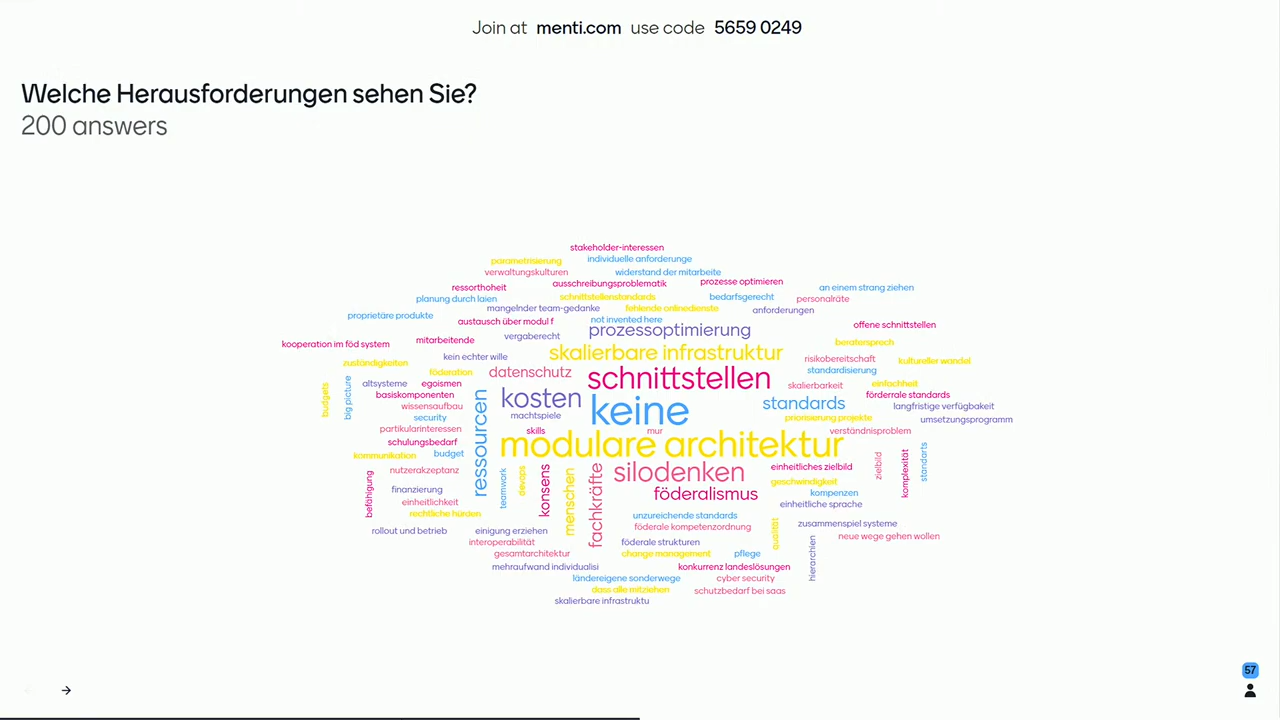 Join at menti.com use code 5659 0249
Welche Herausforderungen sehen Sie?
200 answers
stakeholder-interessen
parametrisierung
individuelle anforderunge
verwaltungskulturen
widerstand der mitarbeite
ressorthoheit
ausschreibungsproblematik
prozesse optimieren
an einem strang ziehen
planung durch laien
schnittstellenstandards
bedarfsgerecht
personalräte
mangelnder team-gedanke
fehlende onlinedienste
anforderungen
proprietäre produkte
austausch über modul f
not invented here
prozessoptimierung
offene schnittstellen
kooperation im föd system
mitarbeitende
vergaberecht
beratersprech
kein echter wille
skalierbare infrastruktur
risikobereitschaft
kultureller wandel
zuständigkeiten
föderation
datenschutz
schnittstellen
standardisierung
budgets
big picture
altsysteme
egoismen
skalierbarkeit
einfachheit
basiskomponenten
kosten
keine
standards
förderrale standards
wissensaufbau
machtspiele
langfristige verfügbakeit
security
priorisierung projekte
umsetzungsprogramm
partikularinteressen
ressourcen
skills
mur
verständnisproblem
schulungsbedarf
modulare architektur
kommunikation
budget
nutzerakzeptanz
silodenken
einheitliches zielbild
zielbild
komplexität
standarts
befähigung
finanzierung
teamwork
devops
konsens
menschen
fachkräfte
föderalismus
geschwindigkeit
kompenzen
einheitlichkeit
einheitliche sprache
rechtliche hürden
unzureichende standards
rollout und betrieb
einigung erziehen
föderale kompetenzordnung
qualität
zusammenspiel systeme
interoperabilität
föderale strukturen
hierarchien
neue wege gehen wollen
gesamtarchitektur
change management
pflege
mehraufwand individualisi
konkurrenz landeslösungen
ländereigene sonderwege
cyber security
dass alle mitziehen
schutzbedarf bei saas
skalierbare infrastruktu
57